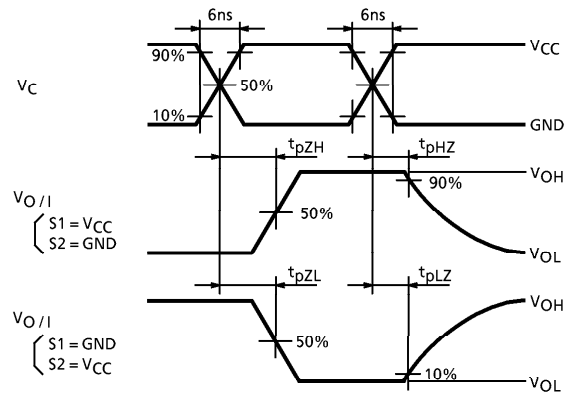 6ns 6ns
90% VCC
VC 50%
10% GND
tpZH tpHZ
VO/I 90% VOH
S1 = VCC 50%
S2 = GND
VOL
tpZL tpLZ
VO/I VOH
S1 = GND 50%
S2 = VCC 10%
VOL